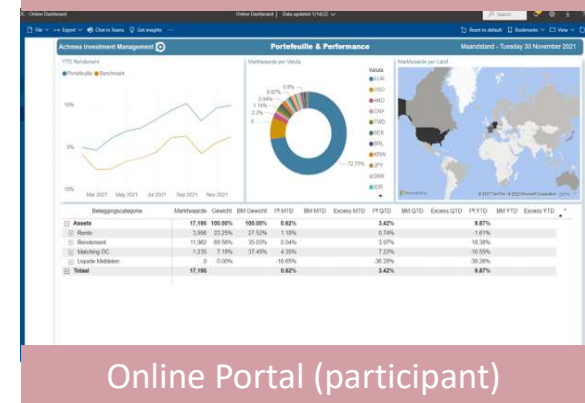 Online Dashboard
Online Dashboard | Data updated 1/14/22
Search
File Export Chat in Teams Get insights ...
Reset to default Bookmarks View
Achmea Investment Management
Portefeuille & Performance
Maandstand - Tuesday 30 November 2021
YTD Rendement
Portefeuille Benchmark
10%
Mar 2021 May 2021 Jul 2021 Sep 2021 Nov 2021
Marktwaarde per Valuta
72,77%
Valuta
EUR
USD
HKD
CNY
TWD
SEK
BRL
KRW
JPY
DKK
IDR
Marktwaarde per Land
Beleggingscategorie Marktwaarde Gewicht BM Gewicht Pf MTD BM MTD Excess MTD Pf QTD BM QTD Excess QTD Pf YTD BM YTD Excess YTD
Assets 17,196 100.00% 100.00% 0.62% 3.42% 9.87%
Rente 3,998 23.25% 27.52% 1.18% 0.74% -1.61%
Rendement 11,962 69.56% 35.03% 0.04% 3.97% 18.38%
Matching DC 1,235 7.18% 37.45% 4.35% 7.22% -10.55%
Liquide Middelen 0 0.00% -16.65% -36.28% -39.26%
Totaal 17,196 0.62% 3.42% 9.87%
Online Portal (participant)